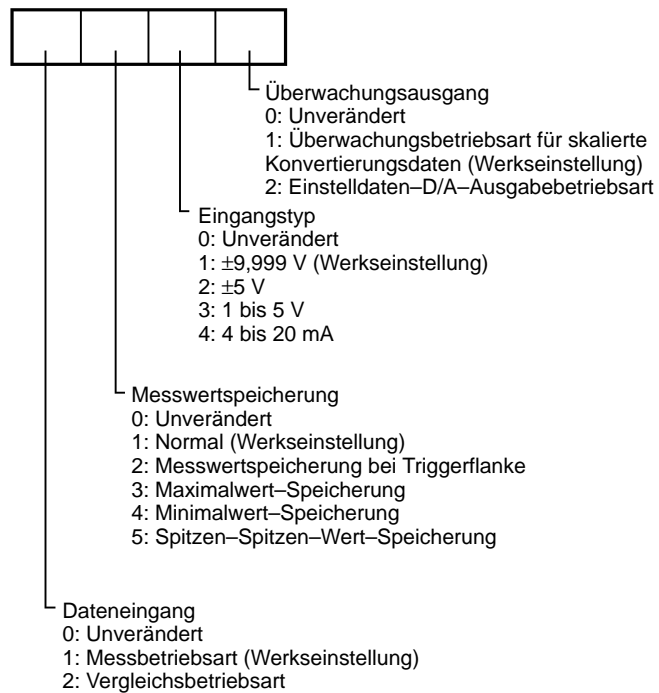 Überwachungsausgang
0: Unverändert
1: Überwachungsbetriebsart für skalierte
Konvertierungsdaten (Werkseinstellung)
2: Einstelldaten–D/A–Ausgabebetriebsart
Eingangstyp
0: Unverändert
1: ±9,999 V (Werkseinstellung)
2: ±5 V
3: 1 bis 5 V
4: 4 bis 20 mA
Messwertspeicherung
0: Unverändert
1: Normal (Werkseinstellung)
2: Messwertspeicherung bei Triggerflanke
3: Maximalwert–Speicherung
4: Minimalwert–Speicherung
5: Spitzen–Spitzen–Wert–Speicherung
Dateneingang
0: Unverändert
1: Messbetriebsart (Werkseinstellung)
2: Vergleichsbetriebsart